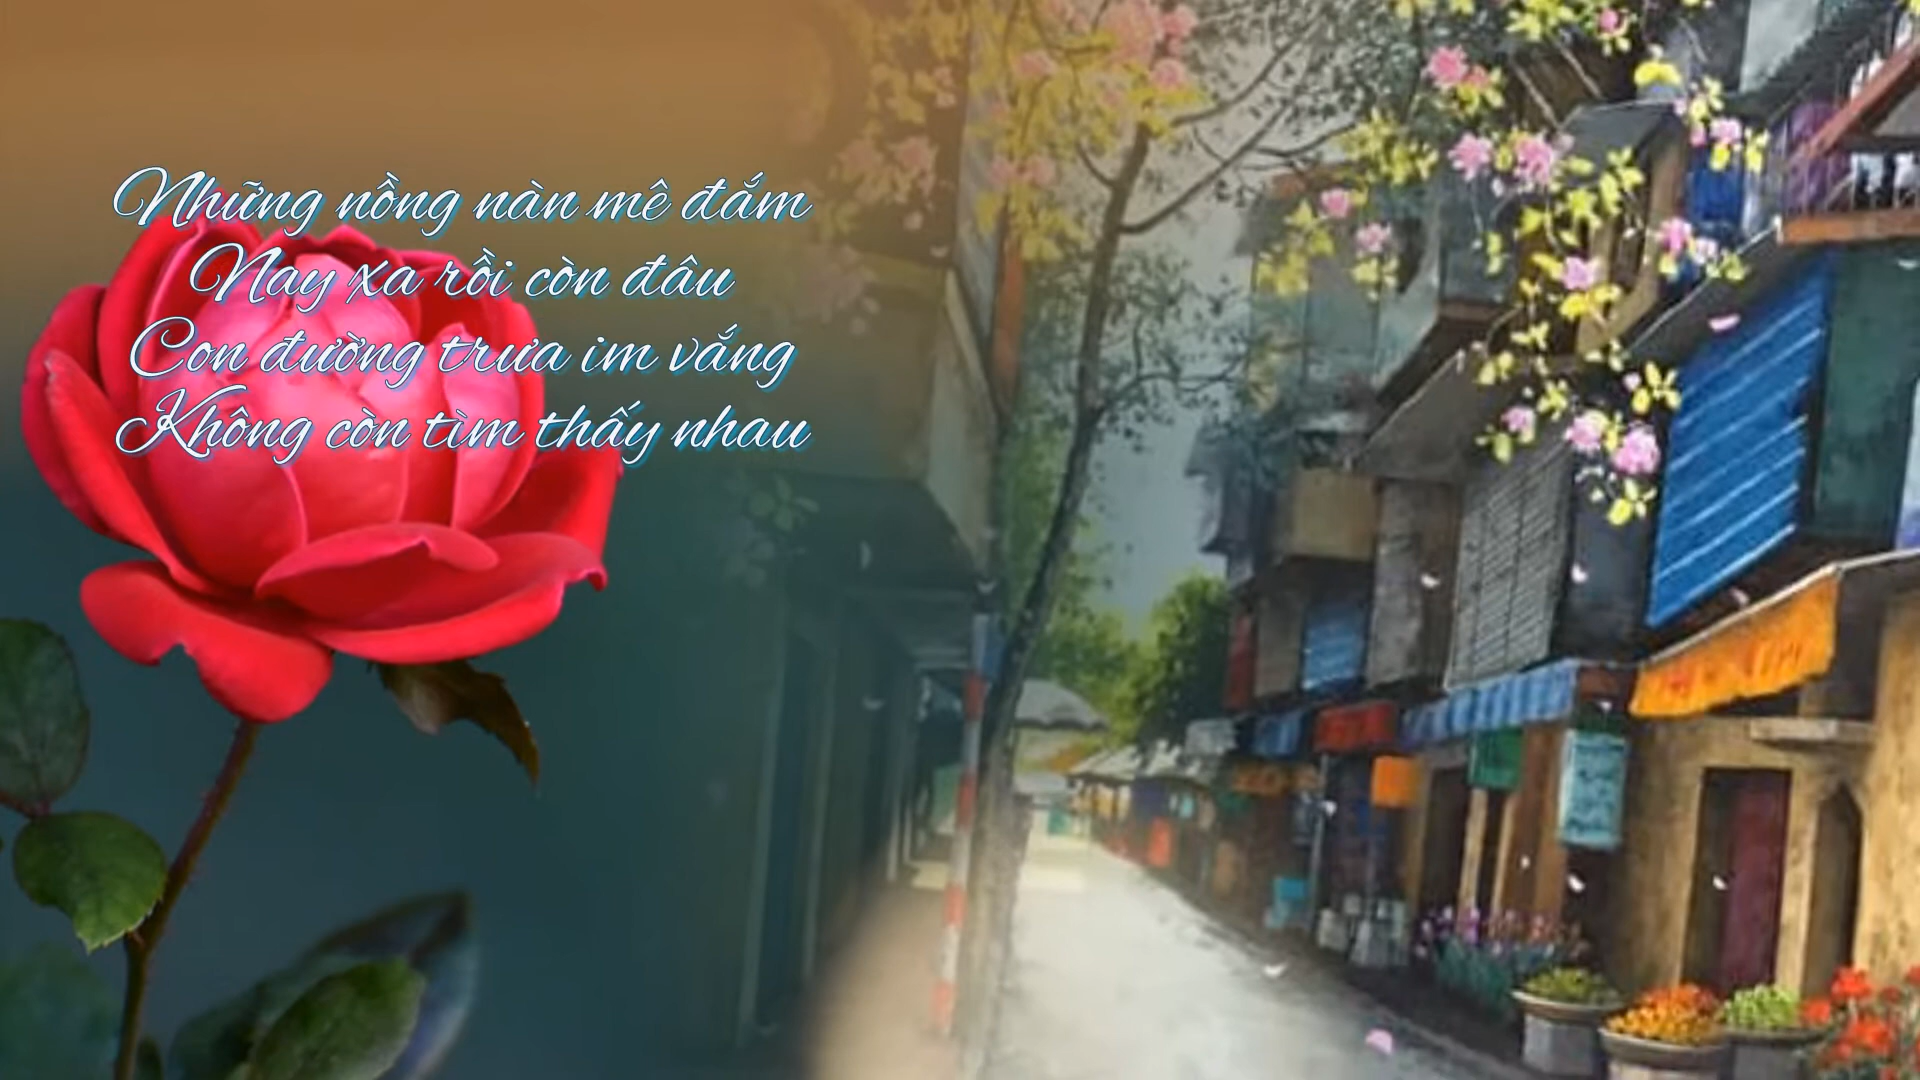 Những nồng nàn mê đắm
Nay xa rồi còn đâu
Con đường trưa im vắng
Không còn tìm thấy nhau